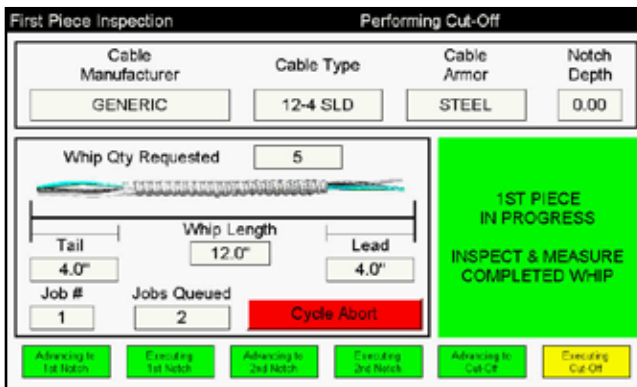 First Piece Inspection
Performing Cut-Off
Cable
Manufacturer
Cable Type
Cable
Armor
Notch
Depth
GENERIC
12-4 SLD
STEEL
0.00
Whip Qty Requested
5
1ST PIECE
IN PROGRESS
INSPECT & MEASURE
COMPLETED WHIP
Tail
Whip Length
Lead
4.0"
12.0"
4.0"
Job #
Jobs Queued
1
2
Cycle Abort
Advancing to
1st Notch
Executing
1st Notch
Advancing to
2nd Notch
Executing
2nd Notch
Advancing to
Cut-Off
Executing
Cut-Off